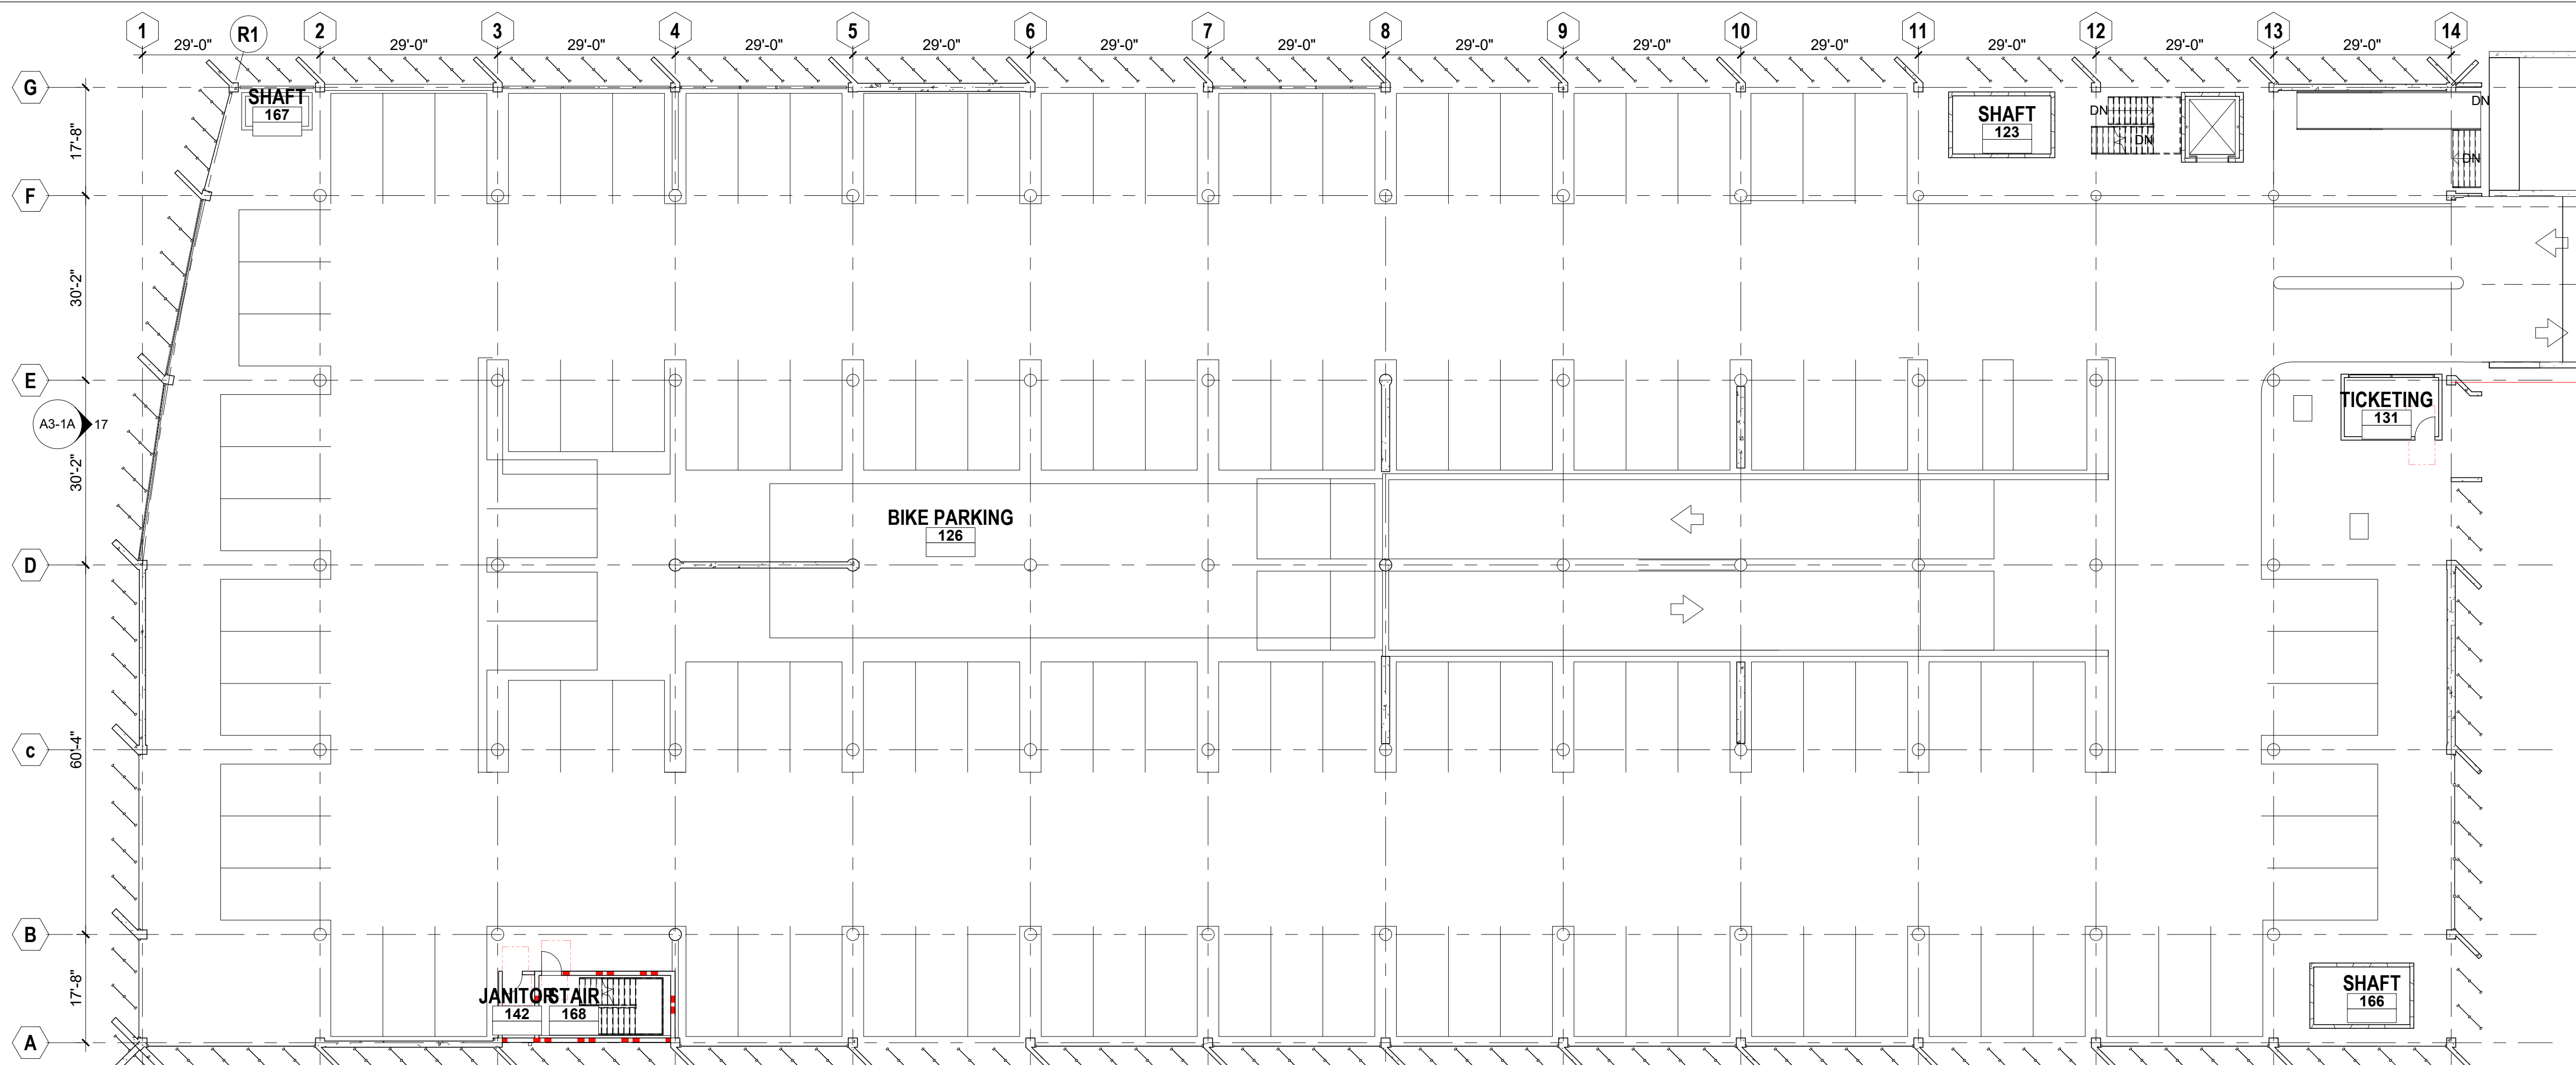 1 R1 2 3 4 5 6 7 8 9 10 11 12 13 14
29'-0" 29'-0" 29'-0" 29'-0" 29'-0" 29'-0" 29'-0" 29'-0" 29'-0" 29'-0" 29'-0" 29'-0" 29'-0"
G
SHAFT
167
SHAFT
123
DN
DN
DN
DN
17'-8"
F
30'-2"
E
TICKETING
131
A3-1A 17
30'-2"
BIKE PARKING
126
D
c
60'-4"
B
17'-8"
JANITOR
142
STAIR
168
SHAFT
166
A